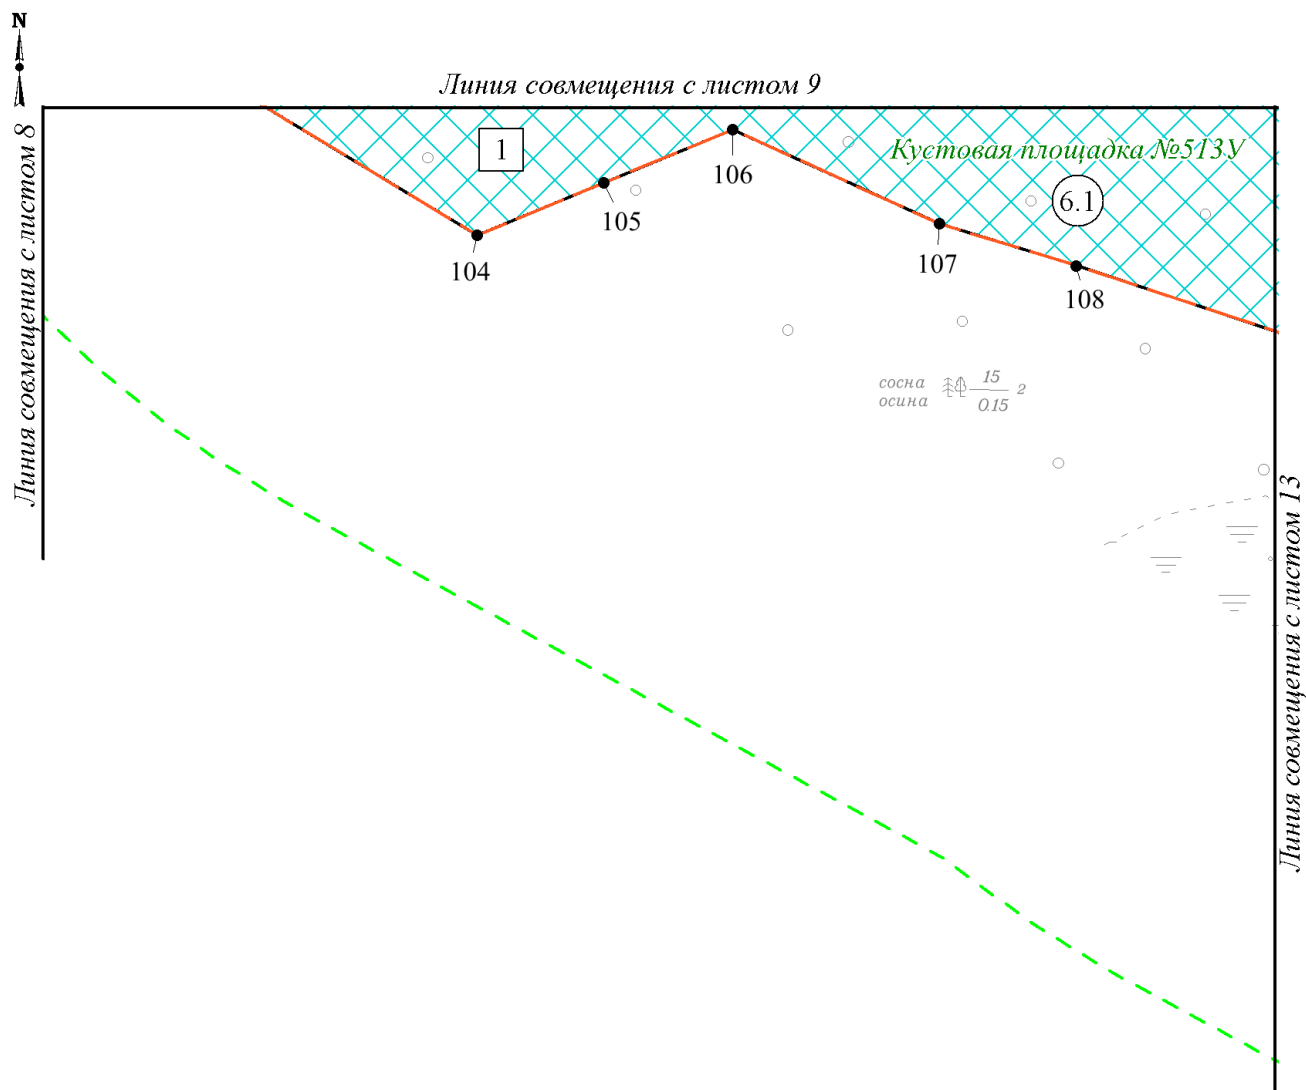 N
Линия совмещения с листом 9
Линия совмещения с листом 8
1
Кустовая площадка №513У
6.1
106
105
104
107
108
сосна
осина
15
0.15
2
Линия совмещения с листом 13